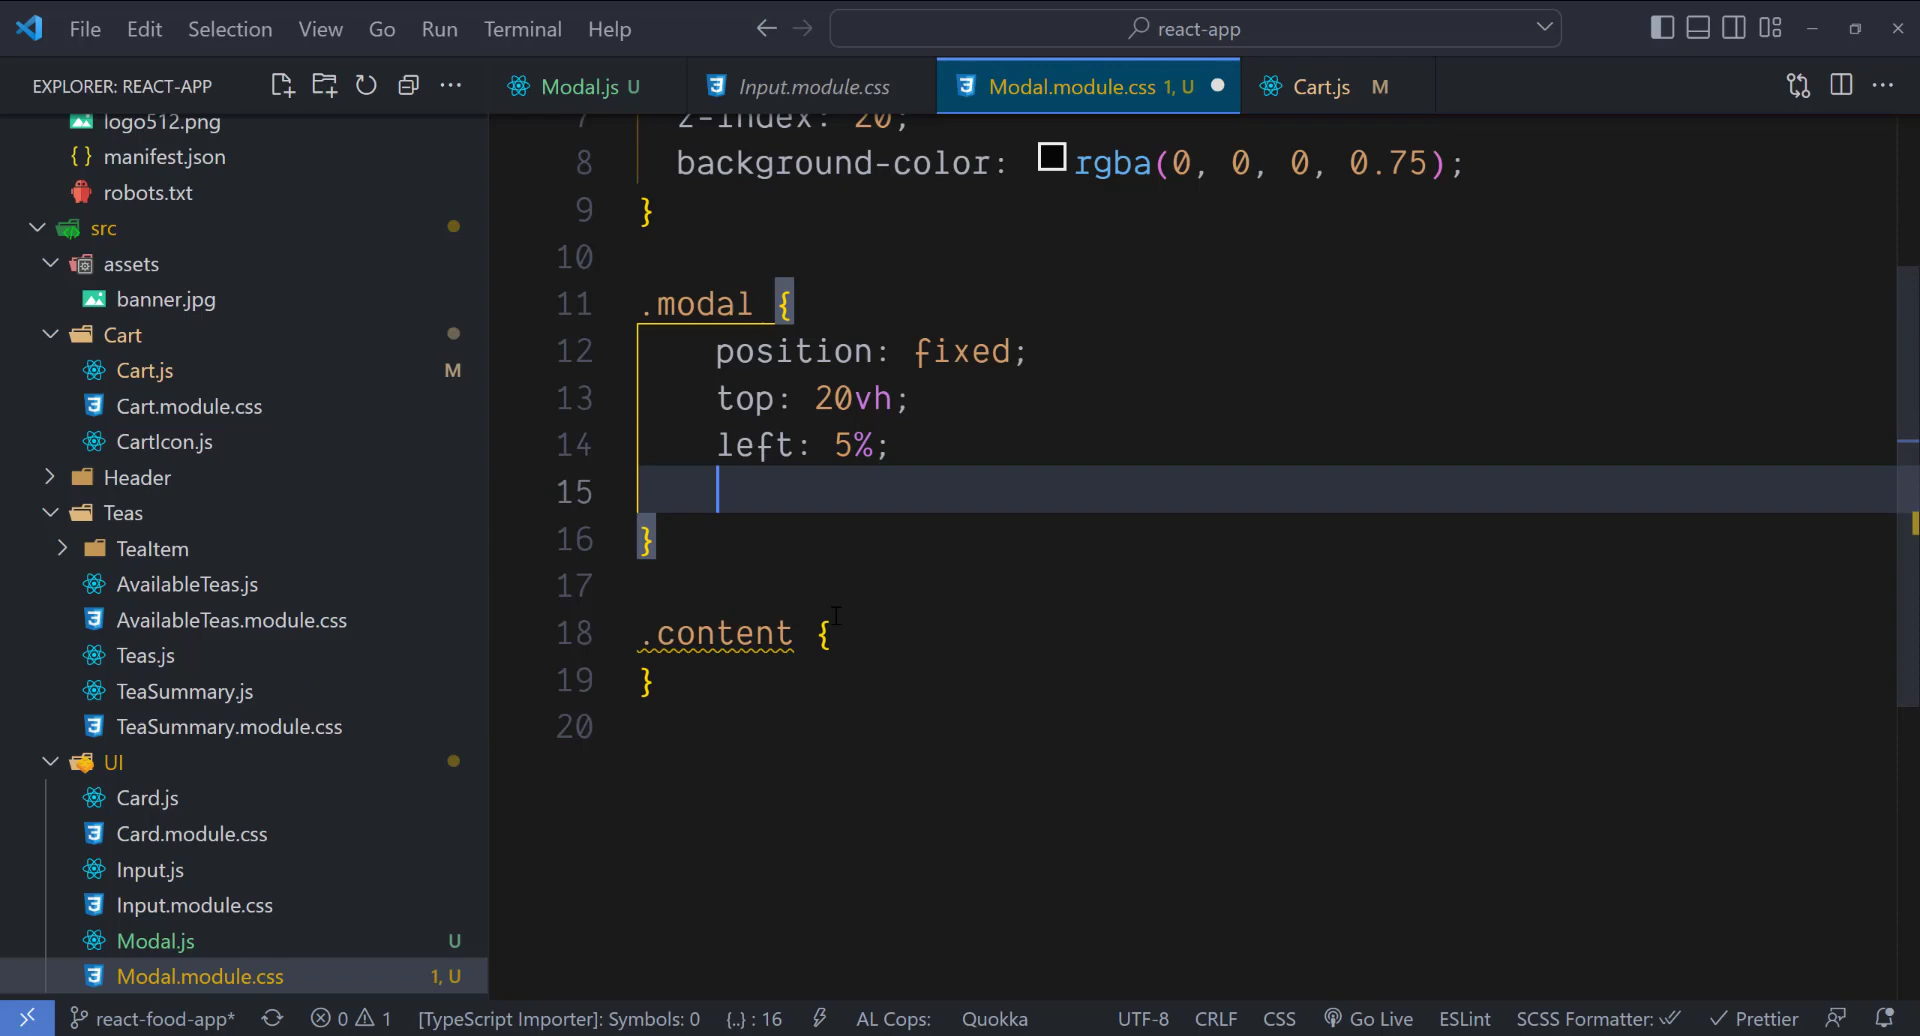 File Edit Selection View Go Run Terminal Help
react-app
EXPLORER: REACT-APP
Modal.js U
Input.module.css
Modal.module.css 1, U
Cart.js M
logo512.png
manifest.json
robots.txt
src
assets
banner.jpg
Cart
Cart.js M
Cart.module.css
CartIcon.js
Header
Teas
TeaItem
AvailableTeas.js
AvailableTeas.module.css
Teas.js
TeaSummary.js
TeaSummary.module.css
UI
Card.js
Card.module.css
Input.js
Input.module.css
Modal.js U
Modal.module.css 1, U
7 z-index: 20;
8 background-color: rgba(0, 0, 0, 0.75);
9 }
10
11 .modal {
12 position: fixed;
13 top: 20vh;
14 left: 5%;
15
16 }
17
18 .content {
19 }
20
react-food-app* 0 1 [TypeScript Importer]: Symbols: 0 {..} : 16 AL Cops: Quokka UTF-8 CRLF CSS Go Live ESLint SCSS Formatter: Prettier